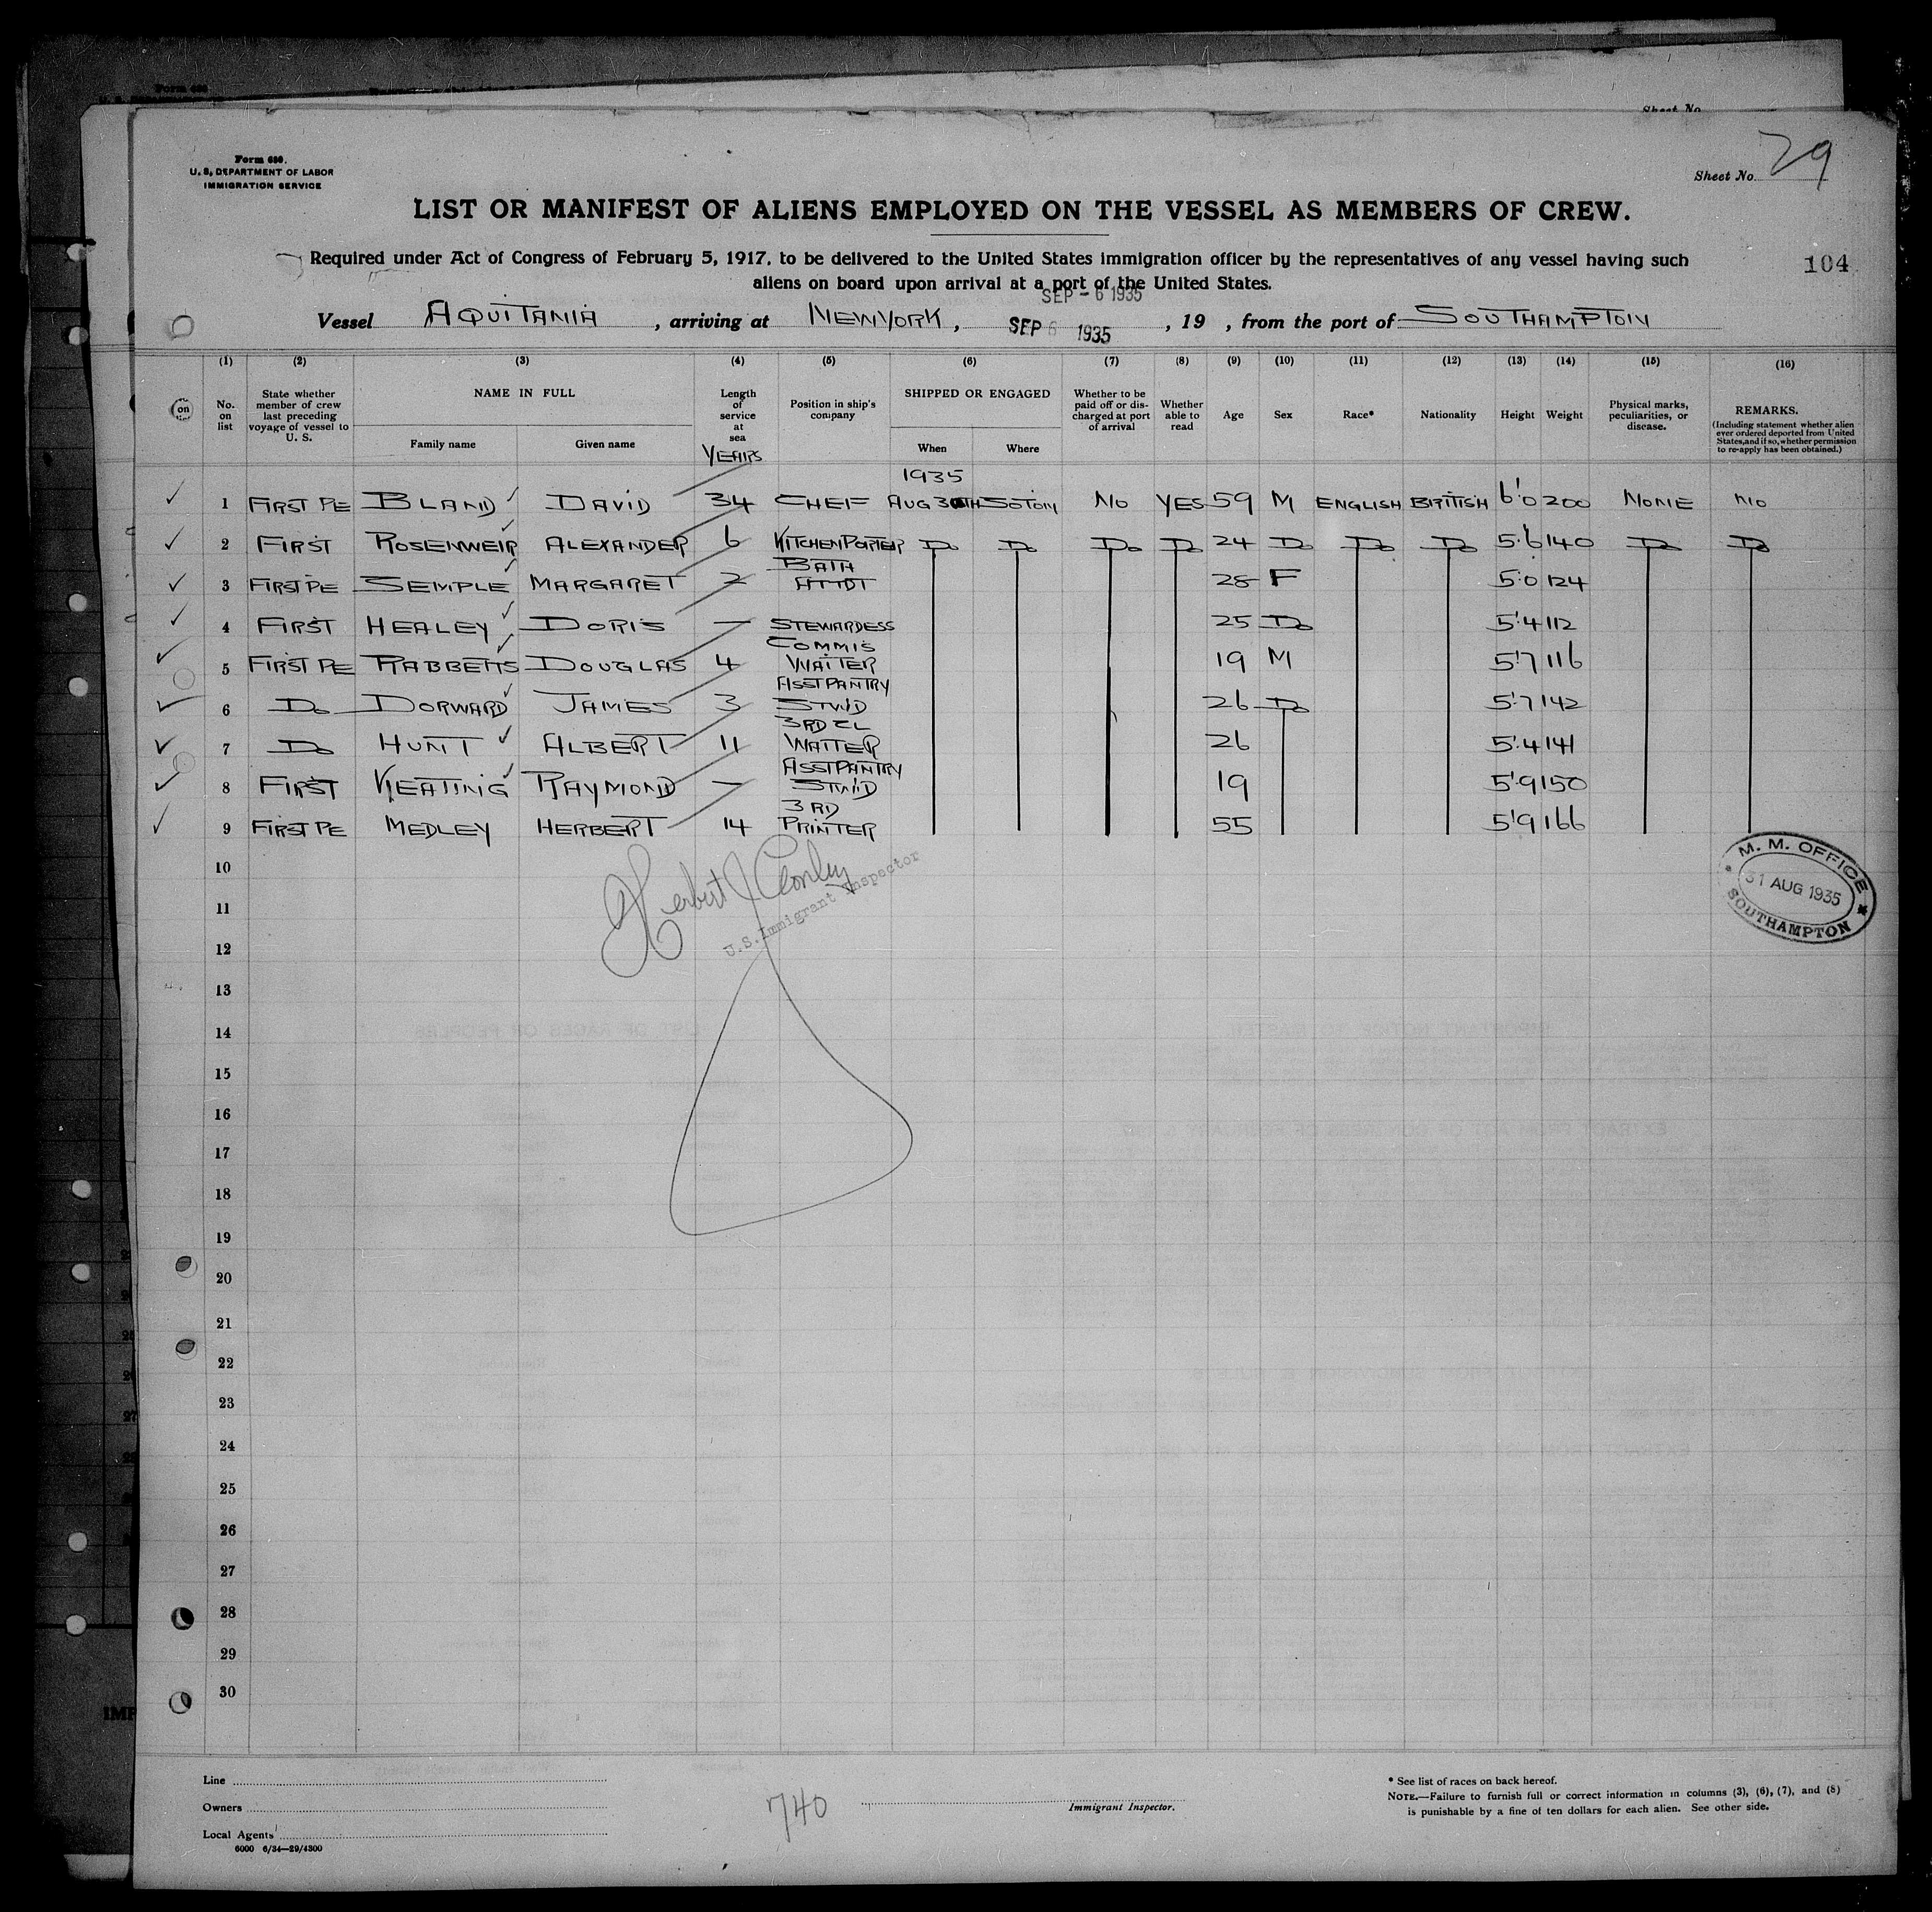 Form 680.
U. S. DEPARTMENT OF LABOR
IMMIGRATION SERVICE
Sheet No.
Sheet No. 29
LIST OR MANIFEST OF ALIENS EMPLOYED ON THE VESSEL AS MEMBERS OF CREW.
Required under Act of Congress of February 5, 1917, to be delivered to the United States immigration officer by the representatives of any vessel having such
aliens on board upon arrival at a port of the United States.
104
SEP - 6 1935
Vessel AQUITANIA , arriving at NEW YORK , SEP 6 1935 , 19 , from the port of SOUTHAMPTON
(1) (2) (3) (4) (5) (6) (7) (8) (9) (10) (11) (12) (13) (14) (15) (16)
on
No. on list
State whether member of crew last preceding voyage of vessel to U. S.
NAME IN FULL
Family name Given name
Length of service at sea
YEARS
Position in ship's company
SHIPPED OR ENGAGED
When Where
Whether to be paid off or discharged at port of arrival
Whether able to read
Age Sex Race* Nationality Height Weight
Physical marks, peculiarities, or disease.
REMARKS.
(Including statement whether alien ever ordered deported from United States, and if so, whether permission to re-apply has been obtained.)
1935
1 FIRST PE BLAND DAVID 34 CHEF AUG 30TH SOTON NO YES 59 M ENGLISH BRITISH 6'0 200 NONE NO
2 FIRST ROSENWEIR ALEXANDER 6 KITCHEN PORTER Do Do Do Do 24 Do Do Do 5'6 140 Do Do
3 FIRST PE SEMPLE MARGARET 2 BATH ATTDT 28 F 5'0 124
4 FIRST HEALEY DORIS — STEWARDESS 25 Do 5'4 112
5 FIRST PE RABBETTS DOUGLAS 4 COMMIS WAITER 19 M 5'7 116
6 Do DORWARD JAMES 3 ASST PANTRY STWD 26 Do 5'7 142
7 Do HUNT ALBERT 11 3RD CL WAITER 26 5'4 141
8 FIRST KEATING RAYMOND — ASST PANTRY STWD 19 5'9 150
9 FIRST PE MEDLEY HERBERT 14 3RD PRINTER 55 5'9 166
10
11
12
13
14
15
16
17
18
19
20
21
22
23
24
25
26
27
28
29
30
Herbert J Conley
U.S. Immigrant Inspector
M. M. OFFICE
31 AUG 1935
SOUTHAMPTON
Line
Owners
Local Agents
6000 6/34—29/4300
740
Immigrant Inspector.
* See list of races on back hereof.
NOTE.—Failure to furnish full or correct information in columns (3), (6), (7), and (8)
is punishable by a fine of ten dollars for each alien. See other side.